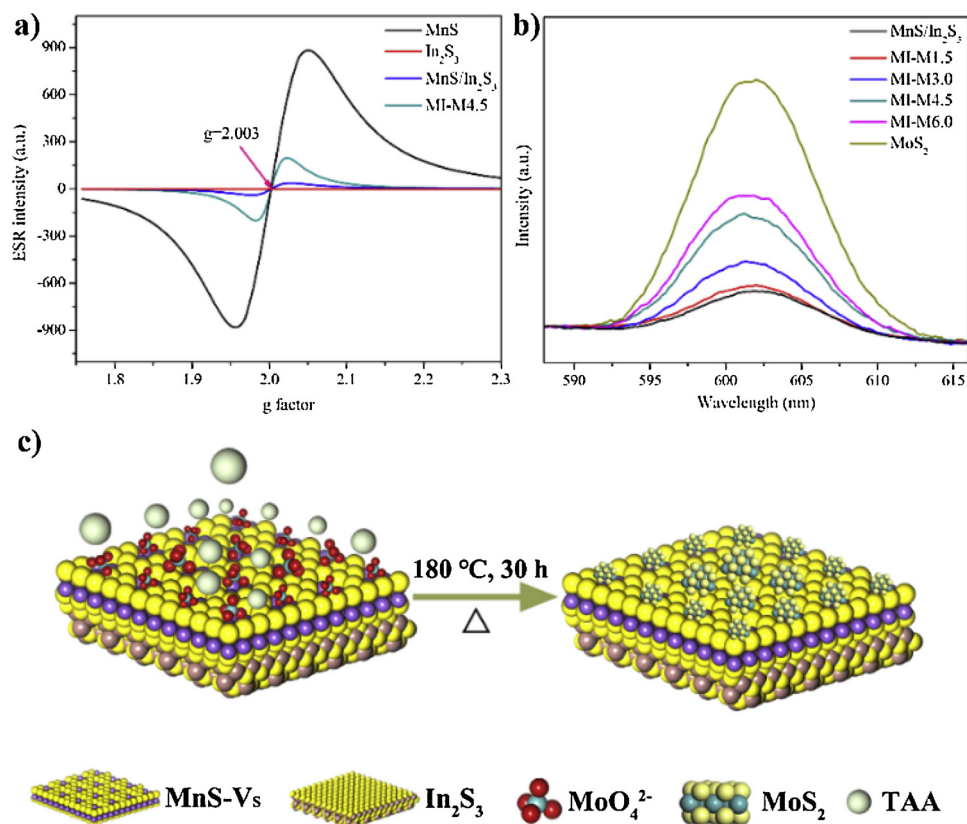 a)
MnS
In2S3
MnS/In2S3
MI-M4.5
g=2.003
900
600
300
0
-300
-600
-900
ESR intensity (a.u.)
1.8 1.9 2.0 2.1 2.2 2.3
g factor
b)
MnS/In2S3
MI-M1.5
MI-M3.0
MI-M4.5
MI-M6.0
MoS2
Intensity (a.u.)
590 595 600 605 610 615
Wavelength (nm)
c)
180 °C, 30 h
△
MnS-Vs In2S3 MoO4^2- MoS2 TAA